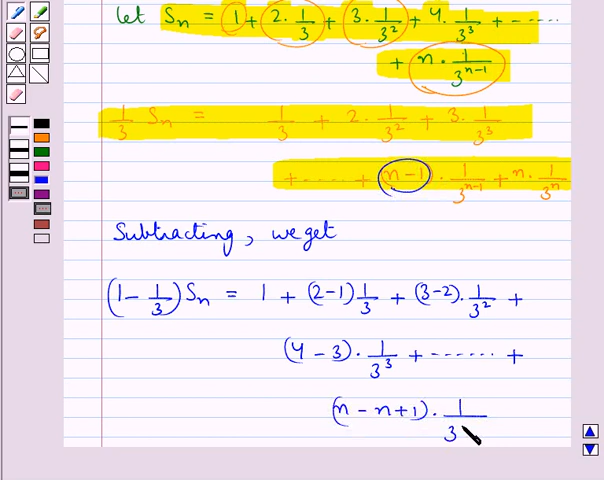 let Sₙ = 1 + 2·1/3 + 3·1/3² + 4·1/3³ + -----
+ n·1/3ⁿ⁻¹
1/3 Sₙ = 1/3 + 2·1/3² + 3·1/3³
+ ------ + (n-1)·1/3ⁿ⁻¹ + n·1/3ⁿ
Subtracting, we get
(1 - 1/3)Sₙ = 1 + (2-1)1/3 + (3-2)·1/3² +
(4-3)·1/3³ + ------- +
(n-n+1)·1/3